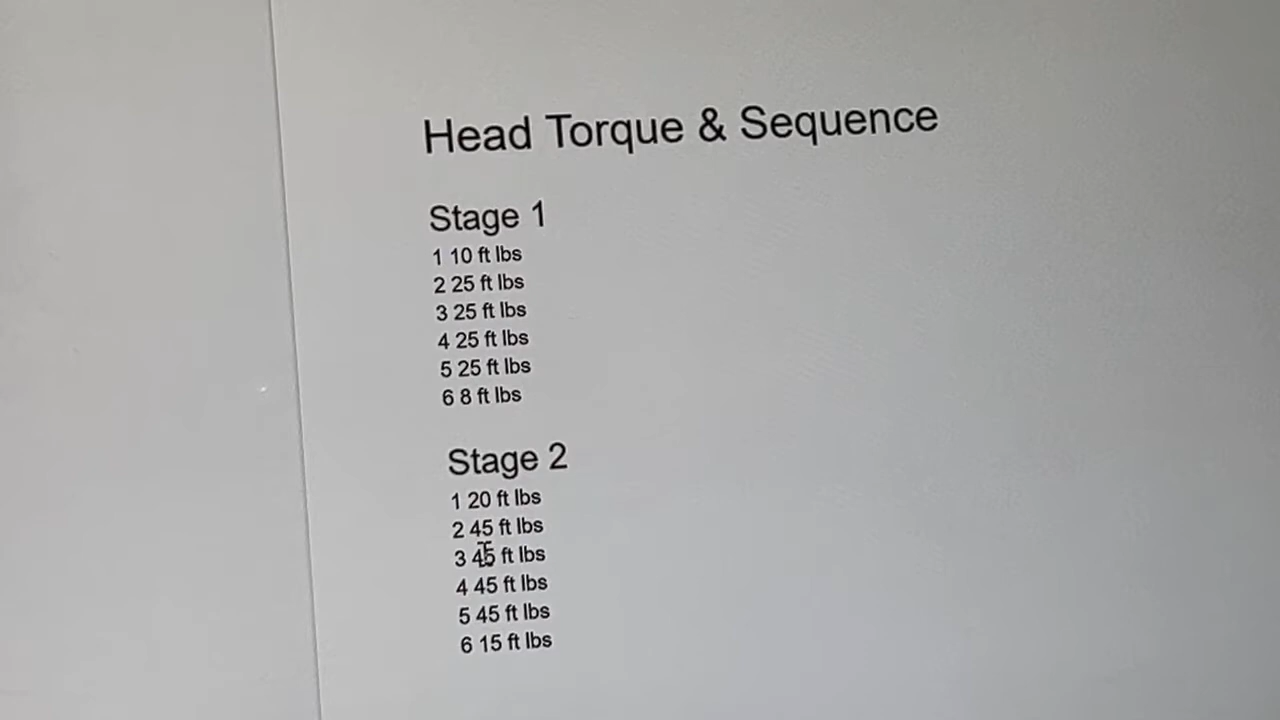 Head Torque & Sequence
Stage 1
1 10 ft lbs
2 25 ft lbs
3 25 ft lbs
4 25 ft lbs
5 25 ft lbs
6 8 ft lbs
Stage 2
1 20 ft lbs
2 45 ft lbs
3 45 ft lbs
4 45 ft lbs
5 45 ft lbs
6 15 ft lbs